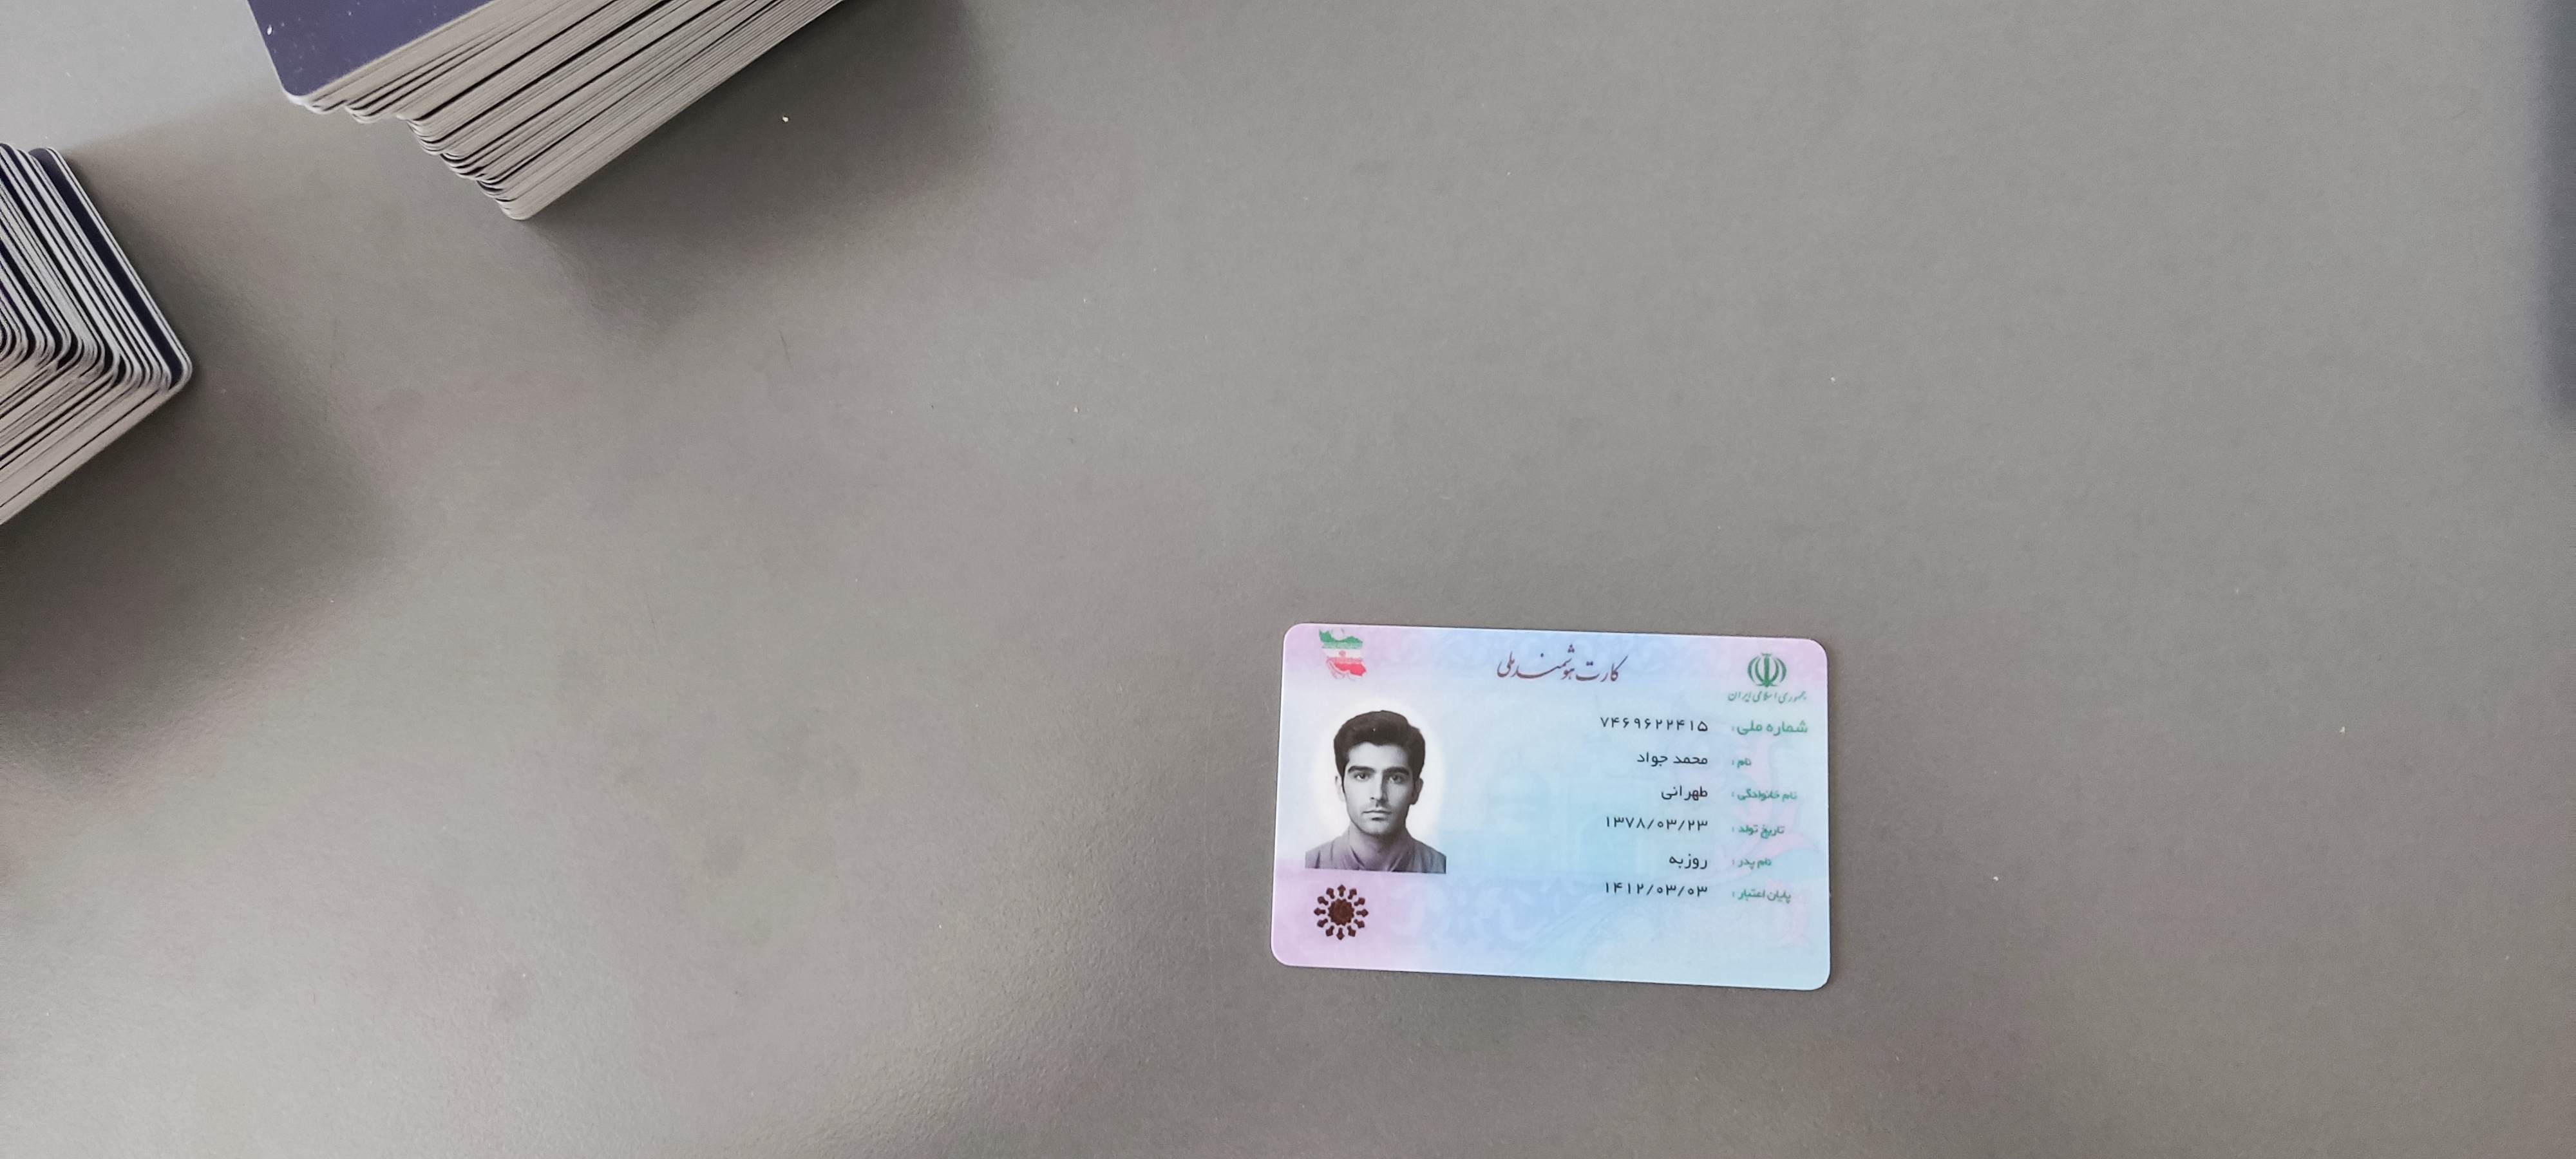 کارت هوشمند ملی
جمهوری اسلامی ایران
شماره ملی: ۷۴۶۹۶۲۲۴۱۵
نام: محمد جواد
نام خانوادگی: طهرانی
تاریخ تولد: ۱۳۷۸/۰۳/۲۳
نام پدر: روزبه
پایان اعتبار: ۱۴۱۲/۰۳/۰۳